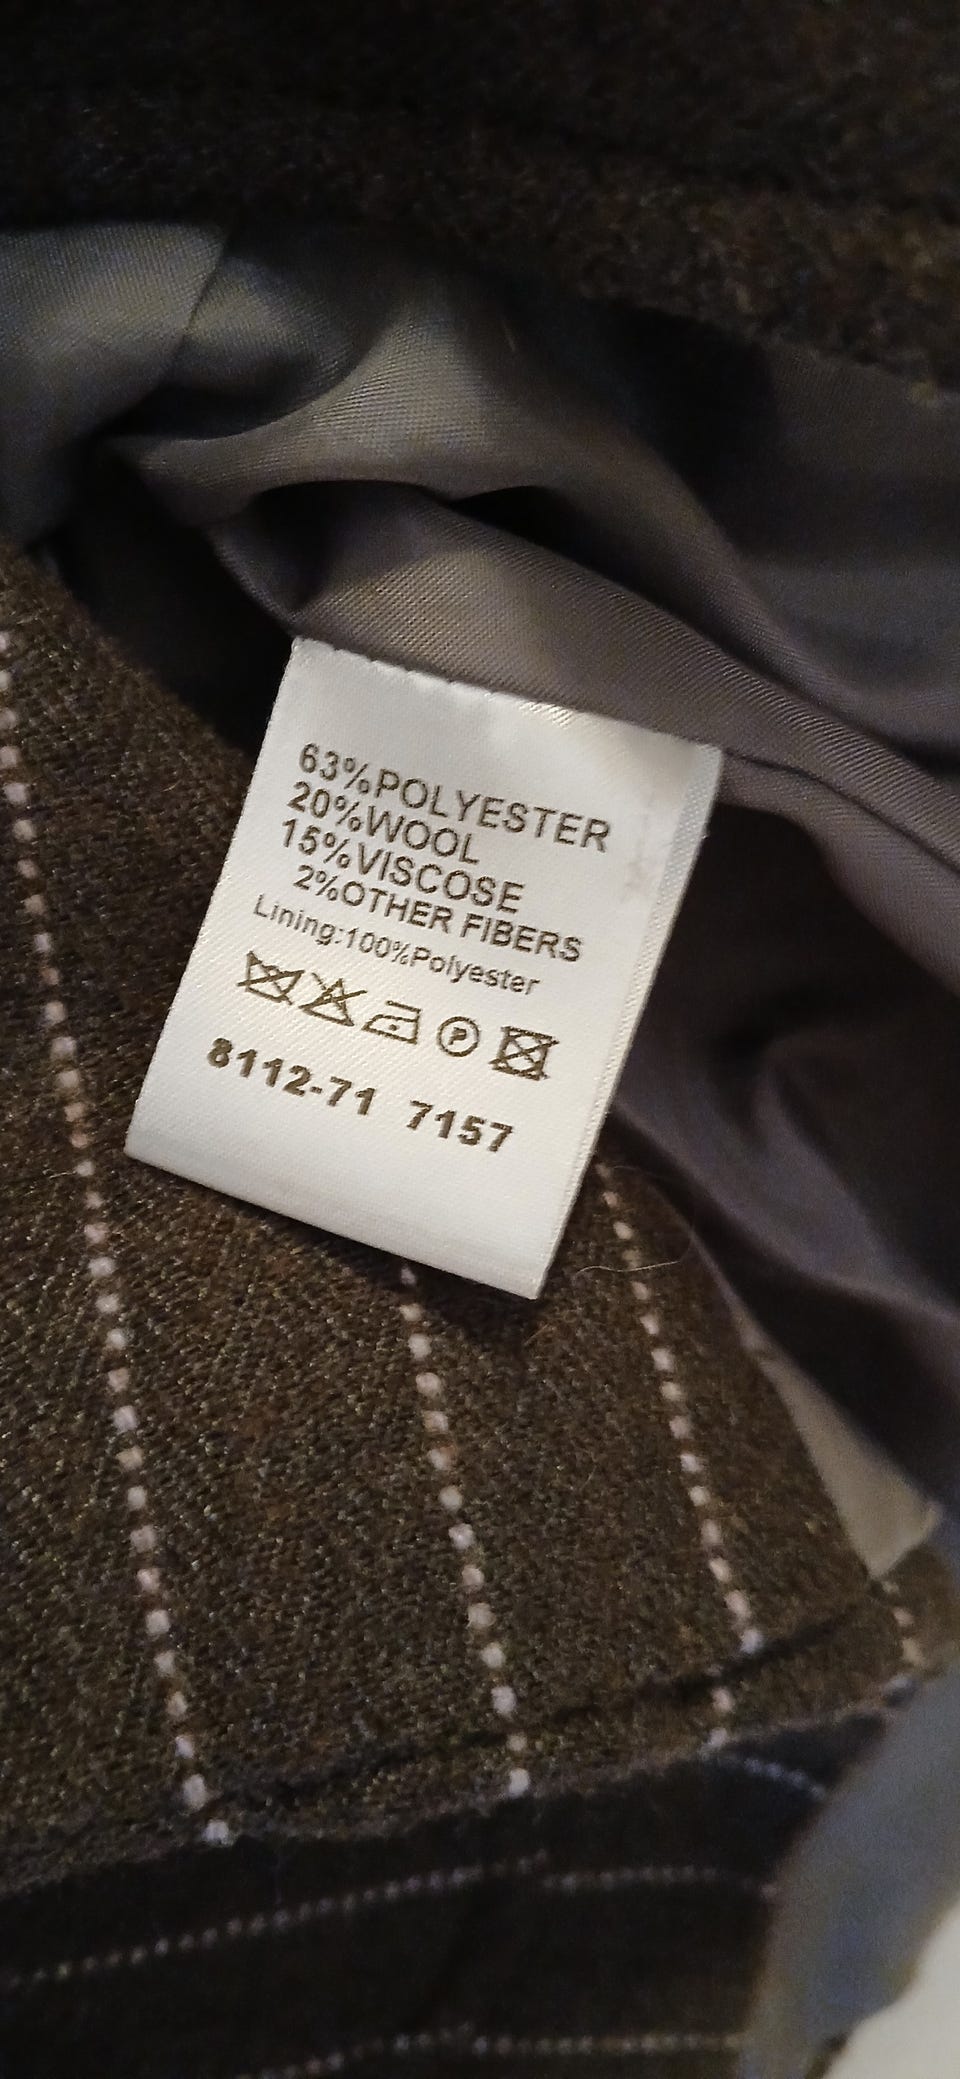 63%POLYESTER
20%WOOL
15%VISCOSE
2%OTHER FIBERS
Lining:100%Polyester
P
8112-71 7157